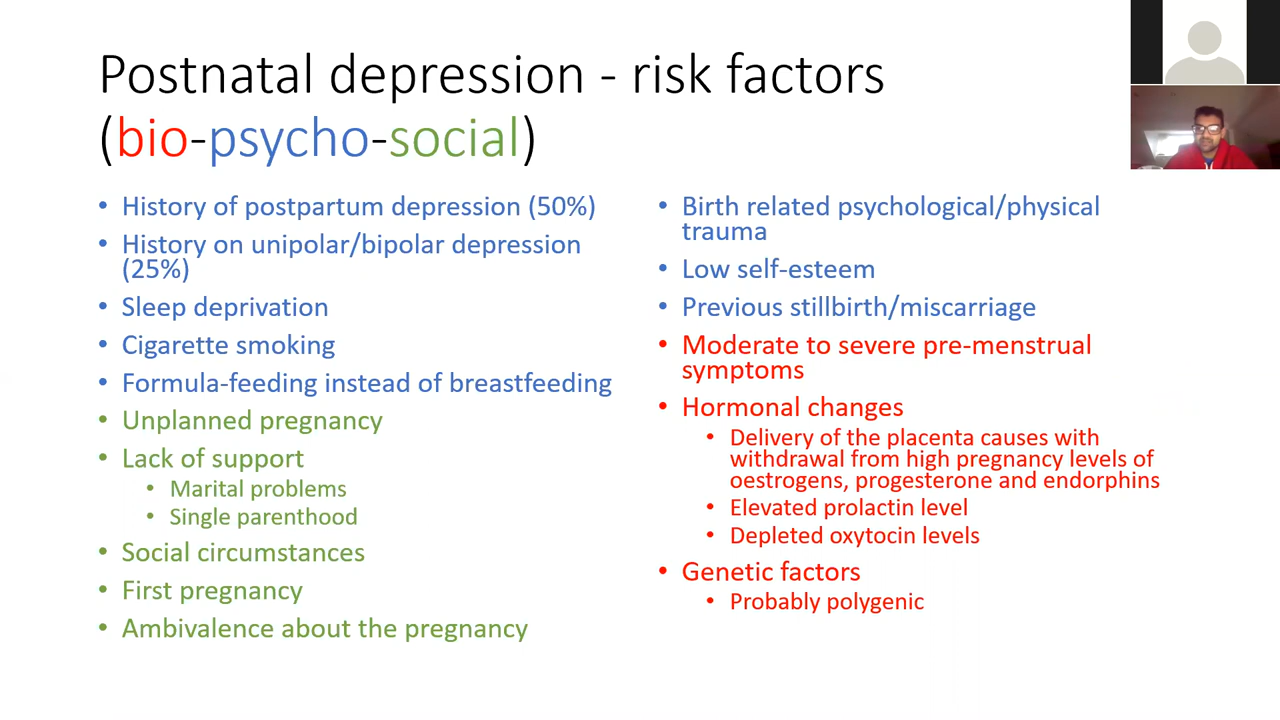 Postnatal depression - risk factors
(bio-psycho-social)
• History of postpartum depression (50%)
• History on unipolar/bipolar depression
(25%)
• Sleep deprivation
• Cigarette smoking
• Formula-feeding instead of breastfeeding
• Unplanned pregnancy
• Lack of support
• Marital problems
• Single parenthood
• Social circumstances
• First pregnancy
• Ambivalence about the pregnancy
• Birth related psychological/physical
trauma
• Low self-esteem
• Previous stillbirth/miscarriage
• Moderate to severe pre-menstrual
symptoms
• Hormonal changes
• Delivery of the placenta causes with
withdrawal from high pregnancy levels of
oestrogens, progesterone and endorphins
• Elevated prolactin level
• Depleted oxytocin levels
• Genetic factors
• Probably polygenic